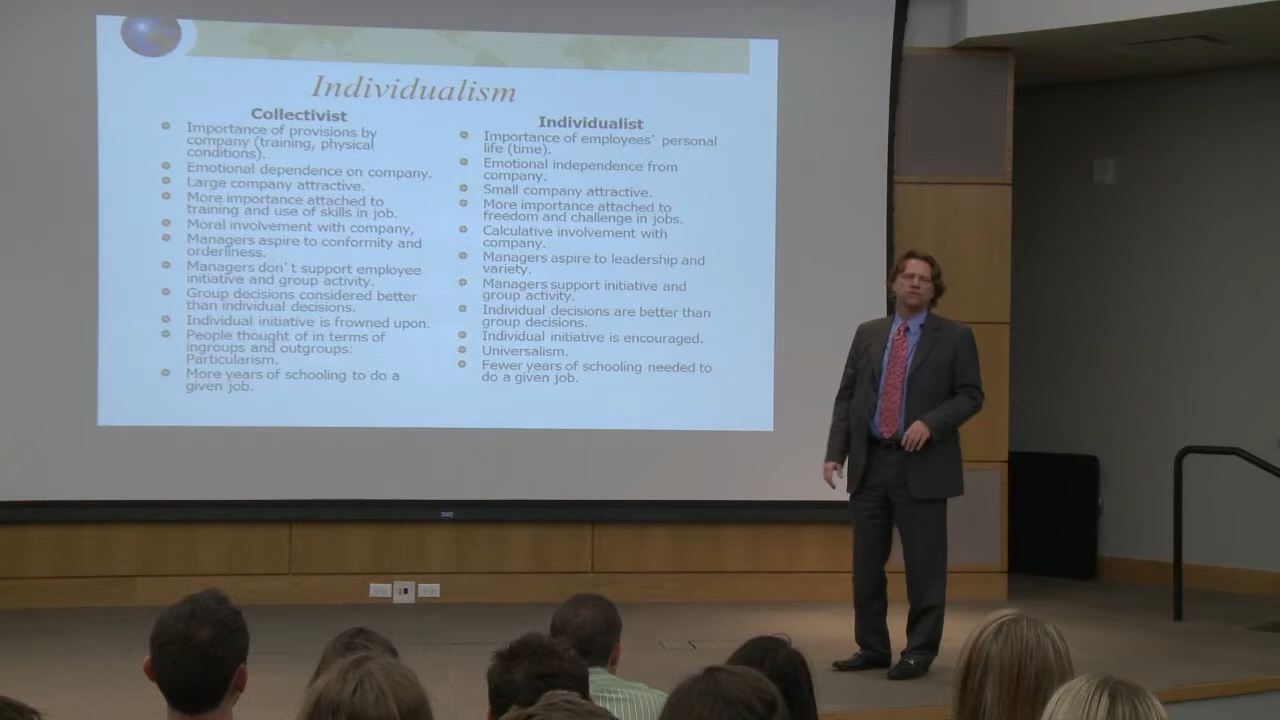 Individualism
Collectivist
Importance of provisions by
company (training, physical
conditions).
Emotional dependence on company.
Large company attractive.
More importance attached to
training and use of skills in job.
Moral involvement with company,
Managers aspire to conformity and
orderliness.
Managers don't support employee
initiative and group activity.
Group decisions considered better
than individual decisions.
Individual initiative is frowned upon.
People thought of in terms of
ingroups and outgroups:
Particularism.
More years of schooling to do a
given job.
Individualist
Importance of employees' personal
life (time).
Emotional independence from
company.
Small company attractive.
More importance attached to
freedom and challenge in jobs.
Calculative involvement with
company.
Managers aspire to leadership and
variety.
Managers support initiative and
group activity.
Individual decisions are better than
group decisions.
Individual initiative is encouraged.
Universalism.
Fewer years of schooling needed to
do a given job.